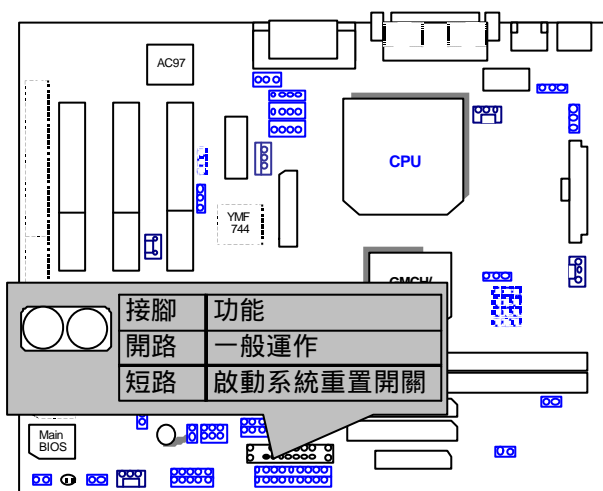 AC97
CPU
YMF
744
GMCH/
接腳 功能
開路 一般運作
短路 啟動系統重置開關
Main
BIOS